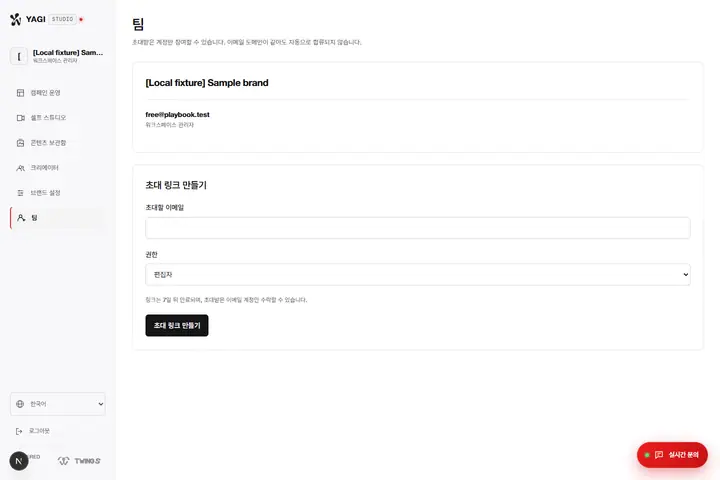 YAGI STUDIO
[
[Local fixture] Sam...
워크스페이스 관리자
캠페인 운영
셀프 스튜디오
콘텐츠 보관함
크리에이터
브랜드 설정
팀
한국어
로그아웃
N
RED
TWINGS
팀
초대받은 계정만 참여할 수 있습니다. 이메일 도메인이 같아도 자동으로 합류되지 않습니다.
[Local fixture] Sample brand
free@playbook.test
워크스페이스 관리자
초대 링크 만들기
초대할 이메일
권한
편집자
링크는 7일 뒤 만료되며, 초대받은 이메일 계정만 수락할 수 있습니다.
초대 링크 만들기
실시간 문의